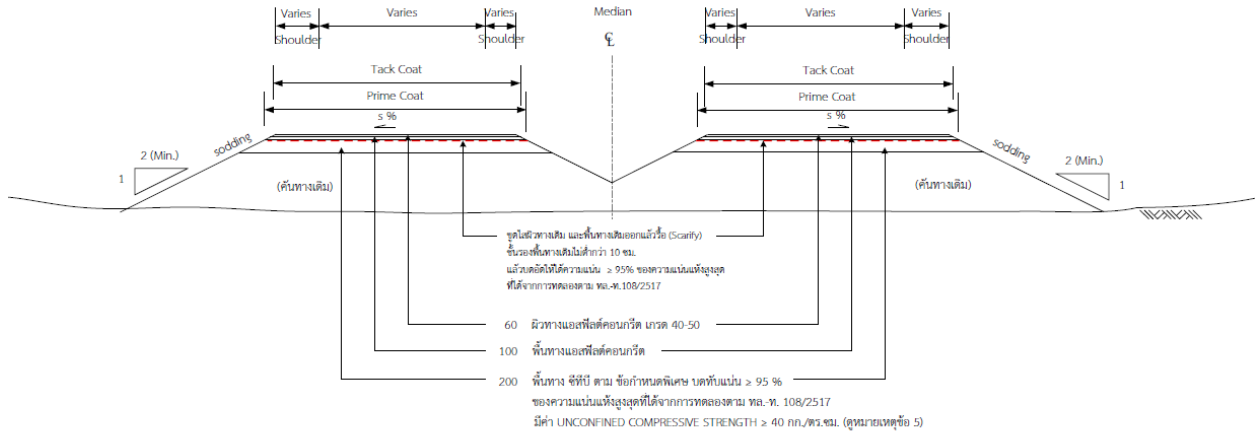 Varies Varies Varies Median Varies Varies Varies
Shoulder Shoulder ℄ Shoulder Shoulder
Tack Coat Tack Coat
Prime Coat Prime Coat
s % s %
sodding sodding
2 (Min.) 2 (Min.)
1 1
(คันทางเดิม) (คันทางเดิม)
ขูดไสผิวทางเดิม และพื้นทางเดิมออกแล้วรื้อ (Scarify)
ชั้นรองพื้นทางเดิมไม่ต่ำกว่า 10 ซม.
แล้วบดอัดให้ได้ความแน่น ≥ 95% ของความแน่นแห้งสูงสุด
ที่ได้จากการทดลองตาม ทล.-ท.108/2517
60 ผิวทางแอสฟัลต์คอนกรีต เกรด 40-50
100 พื้นทางแอสฟัลต์คอนกรีต
200 พื้นทาง ซีทีบี ตาม ข้อกำหนดพิเศษ บดทับแน่น ≥ 95 %
ของความแน่นแห้งสูงสุดที่ได้จากการทดลองตาม ทล.-ท. 108/2517
มีค่า UNCONFINED COMPRESSIVE STRENGTH ≥ 40 กก./ตร.ซม. (ดูหมายเหตุข้อ 5)